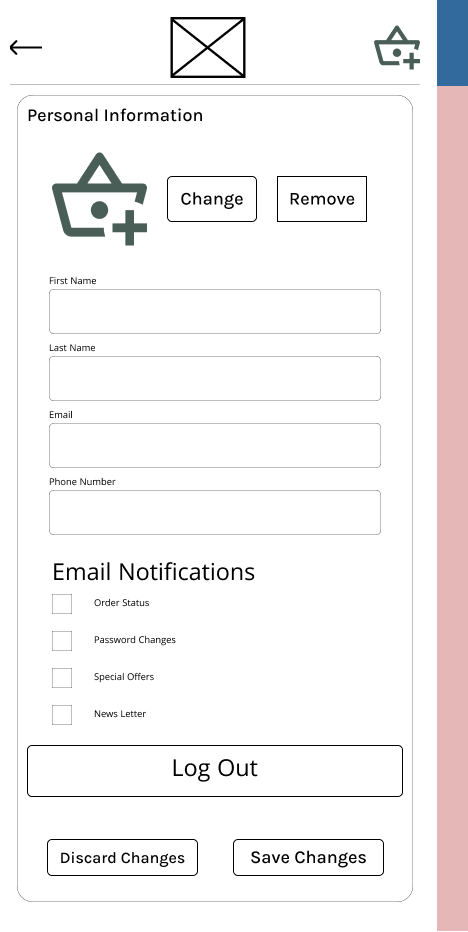 Personal Information
Change
Remove
First Name
Last Name
Email
Phone Number
Email Notifications
Order Status
Password Changes
Special Offers
News Letter
Log Out
Discard Changes
Save Changes